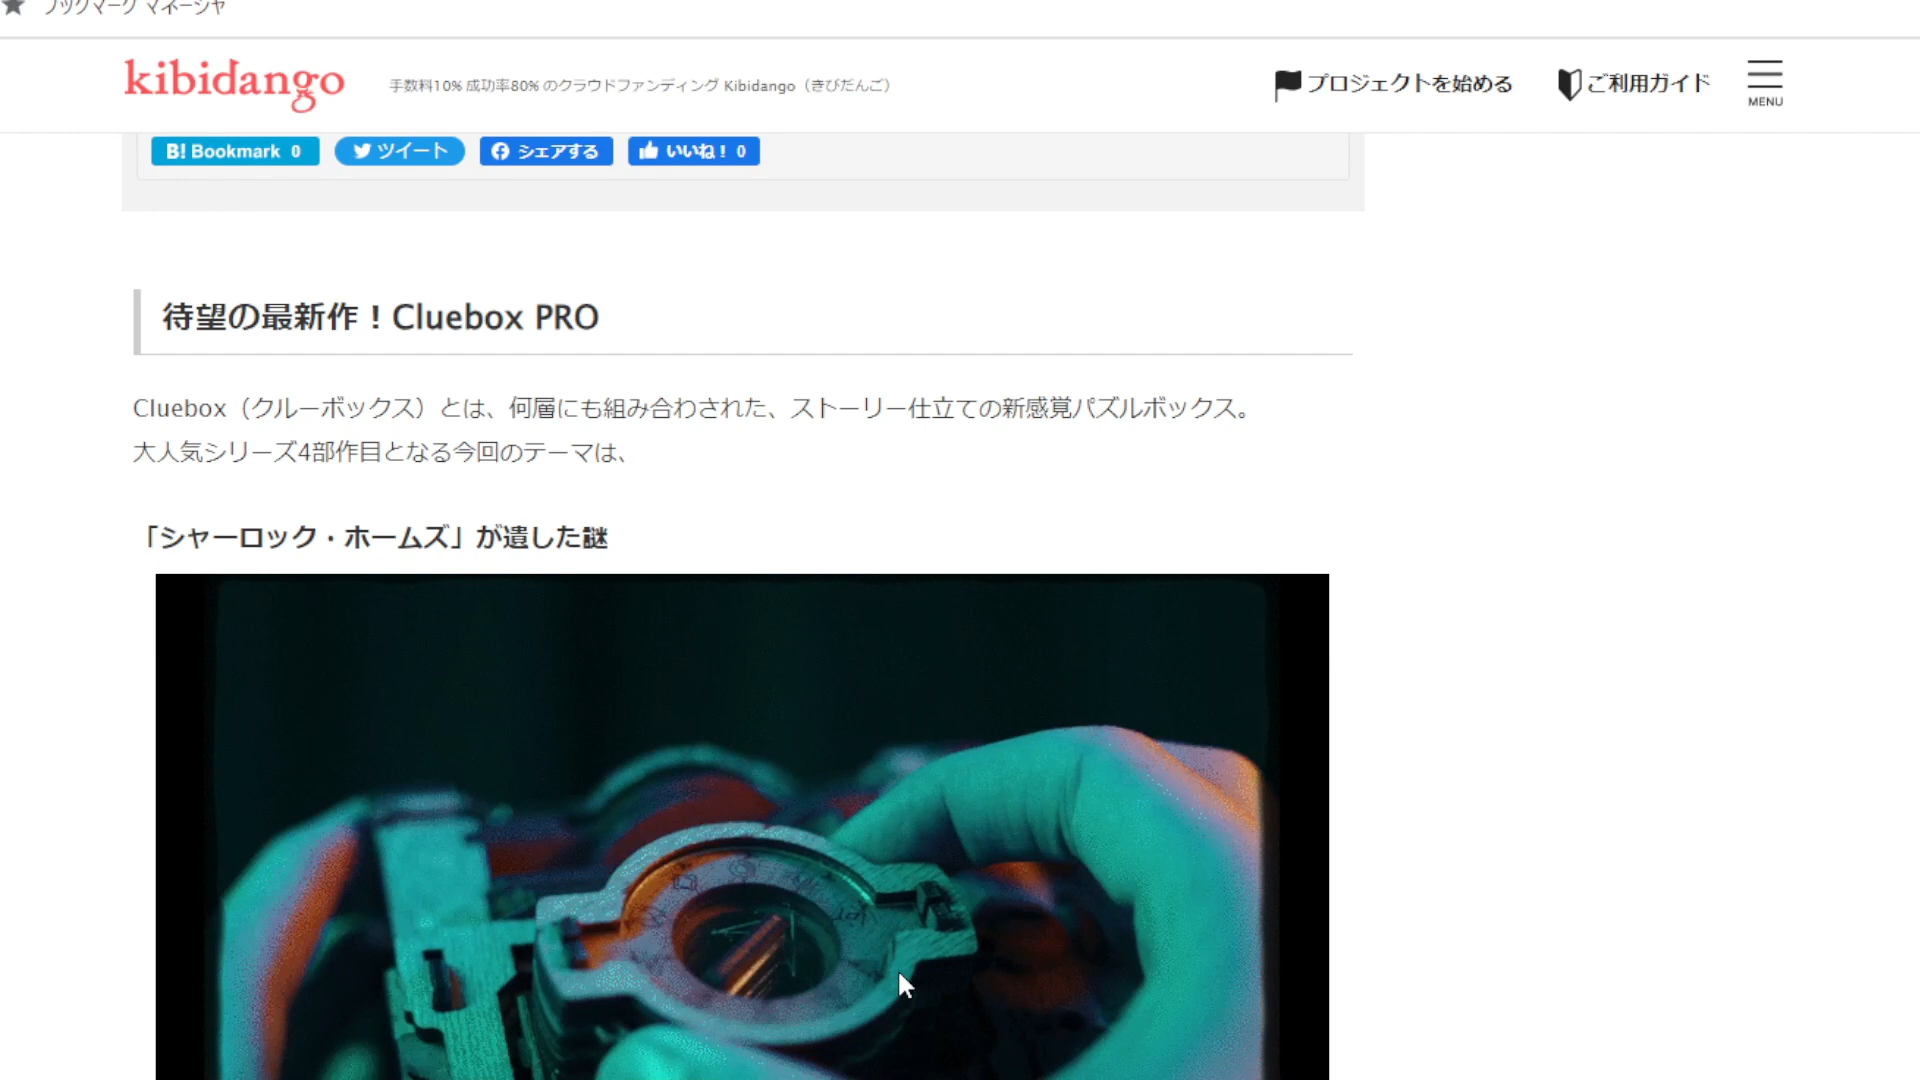 ブックマーク マネージャ
kibidango
手数料10% 成功率80% のクラウドファンディング Kibidango（きびだんご）
プロジェクトを始める
ご利用ガイド
MENU
B! Bookmark 0
ツイート
シェアする
いいね！ 0
待望の最新作！Cluebox PRO
Cluebox（クルーボックス）とは、何層にも組み合わされた、ストーリー仕立ての新感覚パズルボックス。
大人気シリーズ4部作目となる今回のテーマは、
「シャーロック・ホームズ」が遺した謎